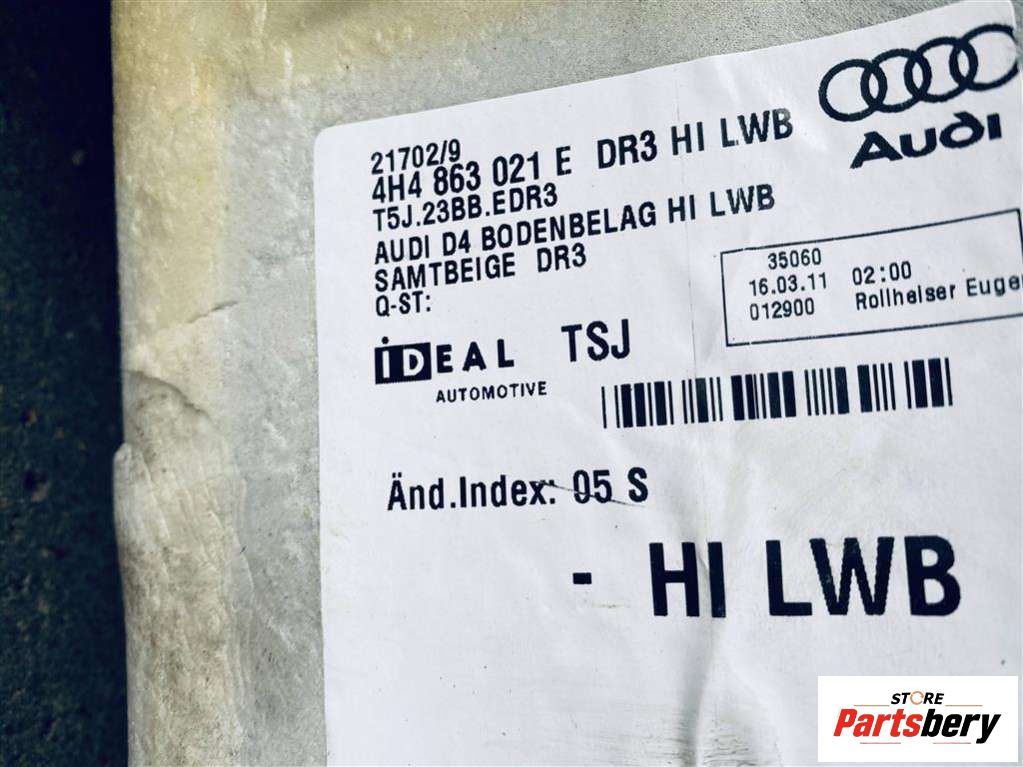 21702/9
4H4 863 021 E DR3 HI LWB
T5J.23BB.EDR3
AUDI D4 BODENBELAG HI LWB
SAMTBEIGE DR3
Q-ST:
Audi
35060
16.03.11 02:00
012900 Rollheiser Euge
iDEAL TSJ
AUTOMOTIVE
Änd.Index: 05 S
- HI LWB
STORE
Partsbery